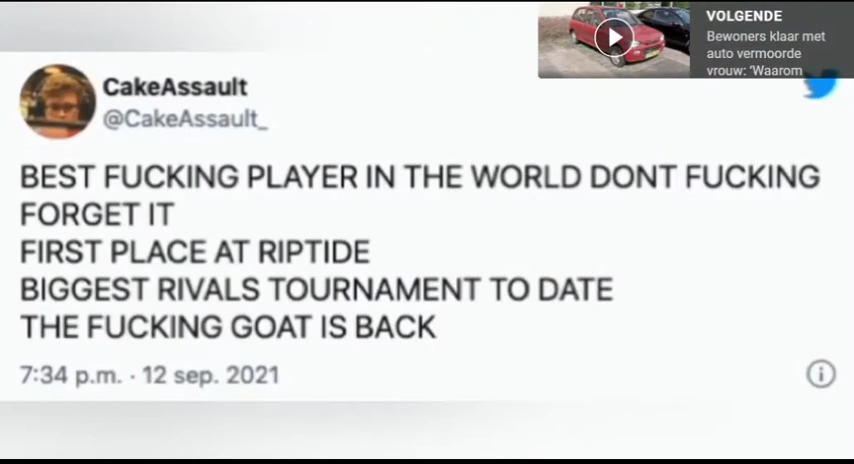 VOLGENDE
Bewoners klaar met
auto vermoorde
vrouw: ‘Waarom
CakeAssault
@CakeAssault_
BEST FUCKING PLAYER IN THE WORLD DONT FUCKING
FORGET IT
FIRST PLACE AT RIPTIDE
BIGGEST RIVALS TOURNAMENT TO DATE
THE FUCKING GOAT IS BACK
7:34 p.m. · 12 sep. 2021